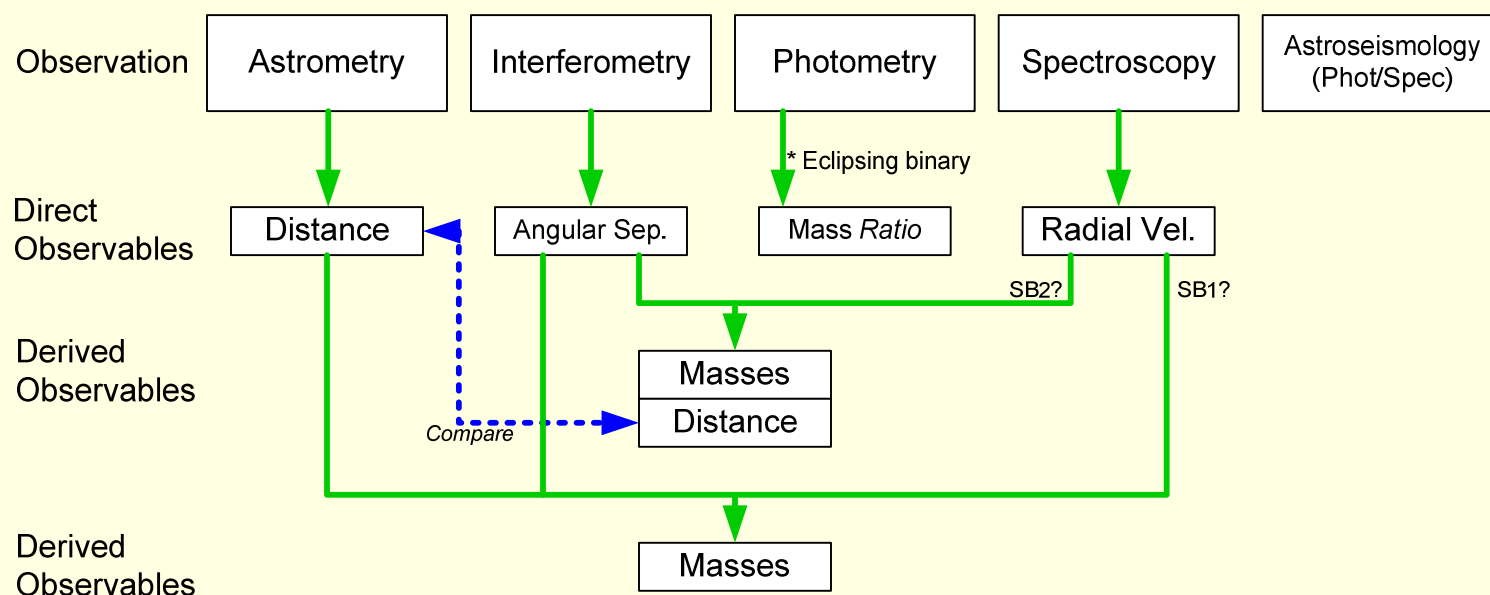 Observation
Astrometry
Interferometry
Photometry
Spectroscopy
Astroseismology
(Phot/Spec)
* Eclipsing binary
Direct
Observables
Distance
Angular Sep.
Mass Ratio
Radial Vel.
SB2?
SB1?
Derived
Observables
Masses
Distance
Compare
Derived
Observables
Masses